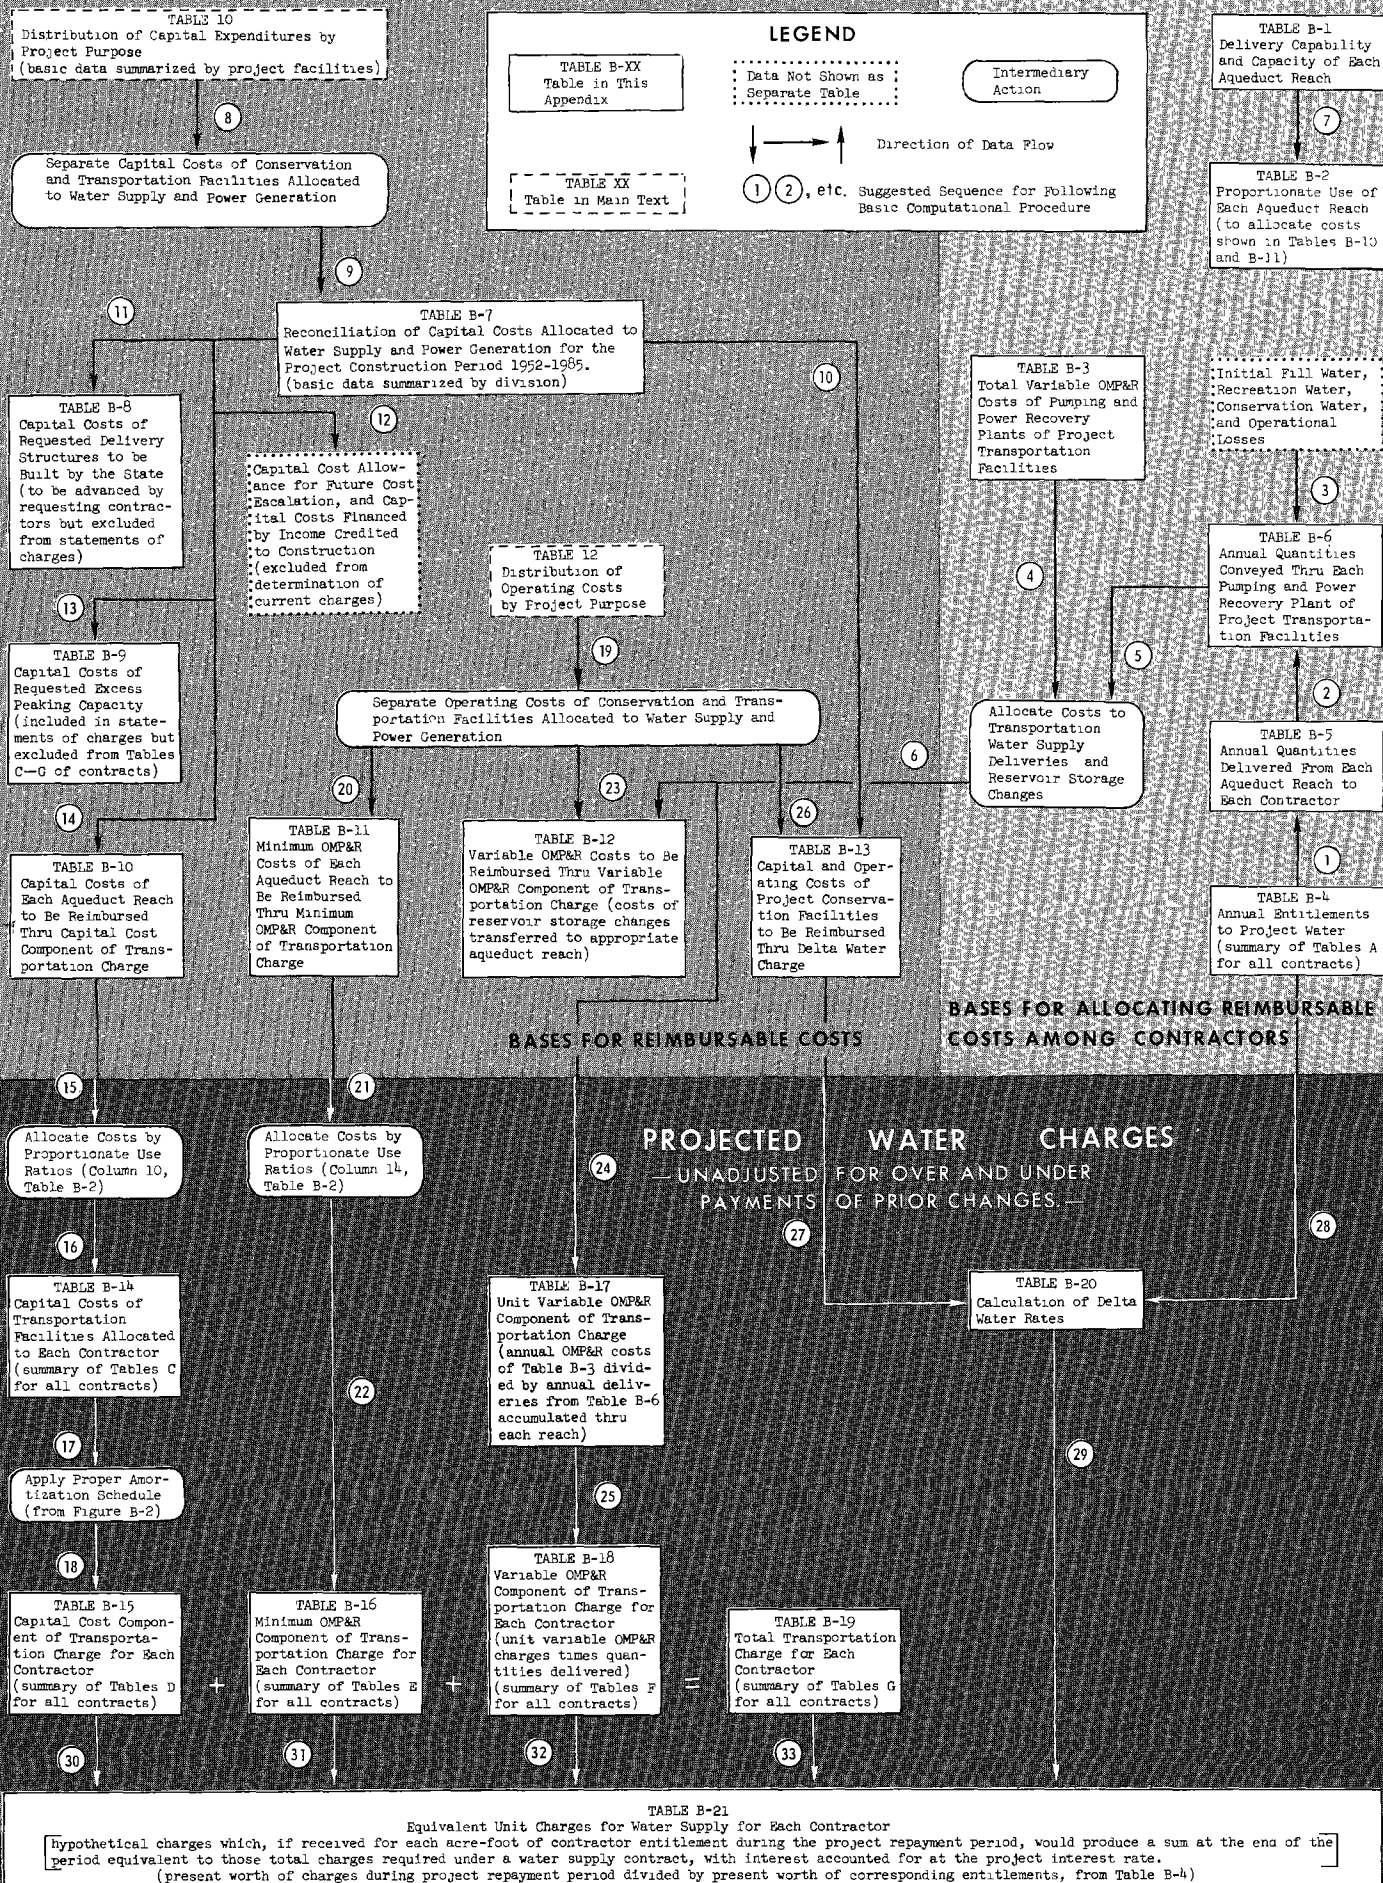 TABLE 10
Distribution of Capital Expenditures by
Project Purpose
(basic data summarized by project facilities)
8
Separate Capital Costs of Conservation
and Transportation Facilities Allocated
to Water Supply and Power Generation
9
LEGEND
TABLE B-XX
Table in This
Appendix
Data Not Shown as
Separate Table
Intermediary
Action
Direction of Data Flow
TABLE XX
Table in Main Text
1 2, etc. Suggested Sequence for Following
Basic Computational Procedure
TABLE B-1
Delivery Capability
and Capacity of Each
Aqueduct Reach
7
TABLE B-2
Proportionate Use of
Each Aqueduct Reach
(to allocate costs
shown in Tables B-10
and B-11)
11
TABLE B-7
Reconciliation of Capital Costs Allocated to
Water Supply and Power Generation for the
Project Construction Period 1952-1985.
(basic data summarized by division)
10
12
TABLE B-8
Capital Costs of
Requested Delivery
Structures to be
Built by the State
(to be advanced by
requesting contrac-
tors but excluded
from statements of
charges)
Capital Cost Allow-
ance for Future Cost
Escalation, and Cap-
ital Costs Financed
by Income Credited
to Construction
(excluded from
determination of
current charges)
TABLE 12
Distribution of
Operating Costs
by Project Purpose
TABLE B-3
Total Variable OMP&R
Costs of Pumping and
Power Recovery
Plants of Project
Transportation
Facilities
Initial Fill Water,
Recreation Water,
Conservation Water,
and Operational
Losses
3
4
TABLE B-6
Annual Quantities
Conveyed Thru Each
Pumping and Power
Recovery Plant of
Project Transporta-
tion Facilities
5
2
13
TABLE B-9
Capital Costs of
Requested Excess
Peaking Capacity
(included in state-
ments of charges but
excluded from Tables
C—G of contracts)
19
Separate Operating Costs of Conservation and Trans-
portation Facilities Allocated to Water Supply and
Power Generation
6
Allocate Costs to
Transportation
Water Supply
Deliveries and
Reservoir Storage
Changes
TABLE B-5
Annual Quantities
Delivered From Each
Aqueduct Reach to
Each Contractor
1
14
20
23
26
TABLE B-10
Capital Costs of
Each Aqueduct Reach
to Be Reimbursed
Thru Capital Cost
Component of Trans-
portation Charge
TABLE B-11
Minimum OMP&R
Costs of Each
Aqueduct Reach to
Be Reimbursed
Thru Minimum
OMP&R Component
of Transportation
Charge
TABLE B-12
Variable OMP&R Costs to Be
Reimbursed Thru Variable
OMP&R Component of Trans-
portation Charge (costs of
reservoir storage changes
transferred to appropriate
aqueduct reach)
TABLE B-13
Capital and Oper-
ating Costs of
Project Conserva-
tion Facilities
to Be Reimbursed
Thru Delta Water
Charge
TABLE B-4
Annual Entitlements
to Project Water
(summary of Tables A
for all contracts)
BASES FOR REIMBURSABLE COSTS
BASES FOR ALLOCATING REIMBURSABLE
COSTS AMONG CONTRACTORS
15
21
Allocate Costs by
Proportionate Use
Ratios (Column 10,
Table B-2)
Allocate Costs by
Proportionate Use
Ratios (Column 14,
Table B-2)
24
PROJECTED WATER CHARGES
—UNADJUSTED FOR OVER AND UNDER
PAYMENTS OF PRIOR CHANGES.—
27
28
16
TABLE B-14
Capital Costs of
Transportation
Facilities Allocated
to Each Contractor
(summary of Tables C
for all contracts)
22
TABLE B-17
Unit Variable OMP&R
Component of Trans-
portation Charge
(annual OMP&R costs
of Table B-3 divid-
ed by annual deliv-
eries from Table B-6
accumulated thru
each reach)
TABLE B-20
Calculation of Delta
Water Rates
29
17
Apply Proper Amor-
tization Schedule
(from Figure B-2)
25
18
TABLE B-15
Capital Cost Compon-
ent of Transporta-
tion Charge for Each
Contractor
(summary of Tables D
for all contracts)
+
TABLE B-16
Minimum OMP&R
Component of Trans-
portation Charge for
Each Contractor
(summary of Tables E
for all contracts)
+
TABLE B-18
Variable OMP&R
Component of Trans-
portation Charge for
Each Contractor
(unit variable OMP&R
charges times quan-
tities delivered)
(summary of Tables F
for all contracts)
=
TABLE B-19
Total Transportation
Charge for Each
Contractor
(summary of Tables G
for all contracts)
30
31
32
33
TABLE B-21
Equivalent Unit Charges for Water Supply for Each Contractor
hypothetical charges which, if received for each acre-foot of contractor entitlement during the project repayment period, would produce a sum at the end of the
period equivalent to those total charges required under a water supply contract, with interest accounted for at the project interest rate.
(present worth of charges during project repayment period divided by present worth of corresponding entitlements, from Table B-4)